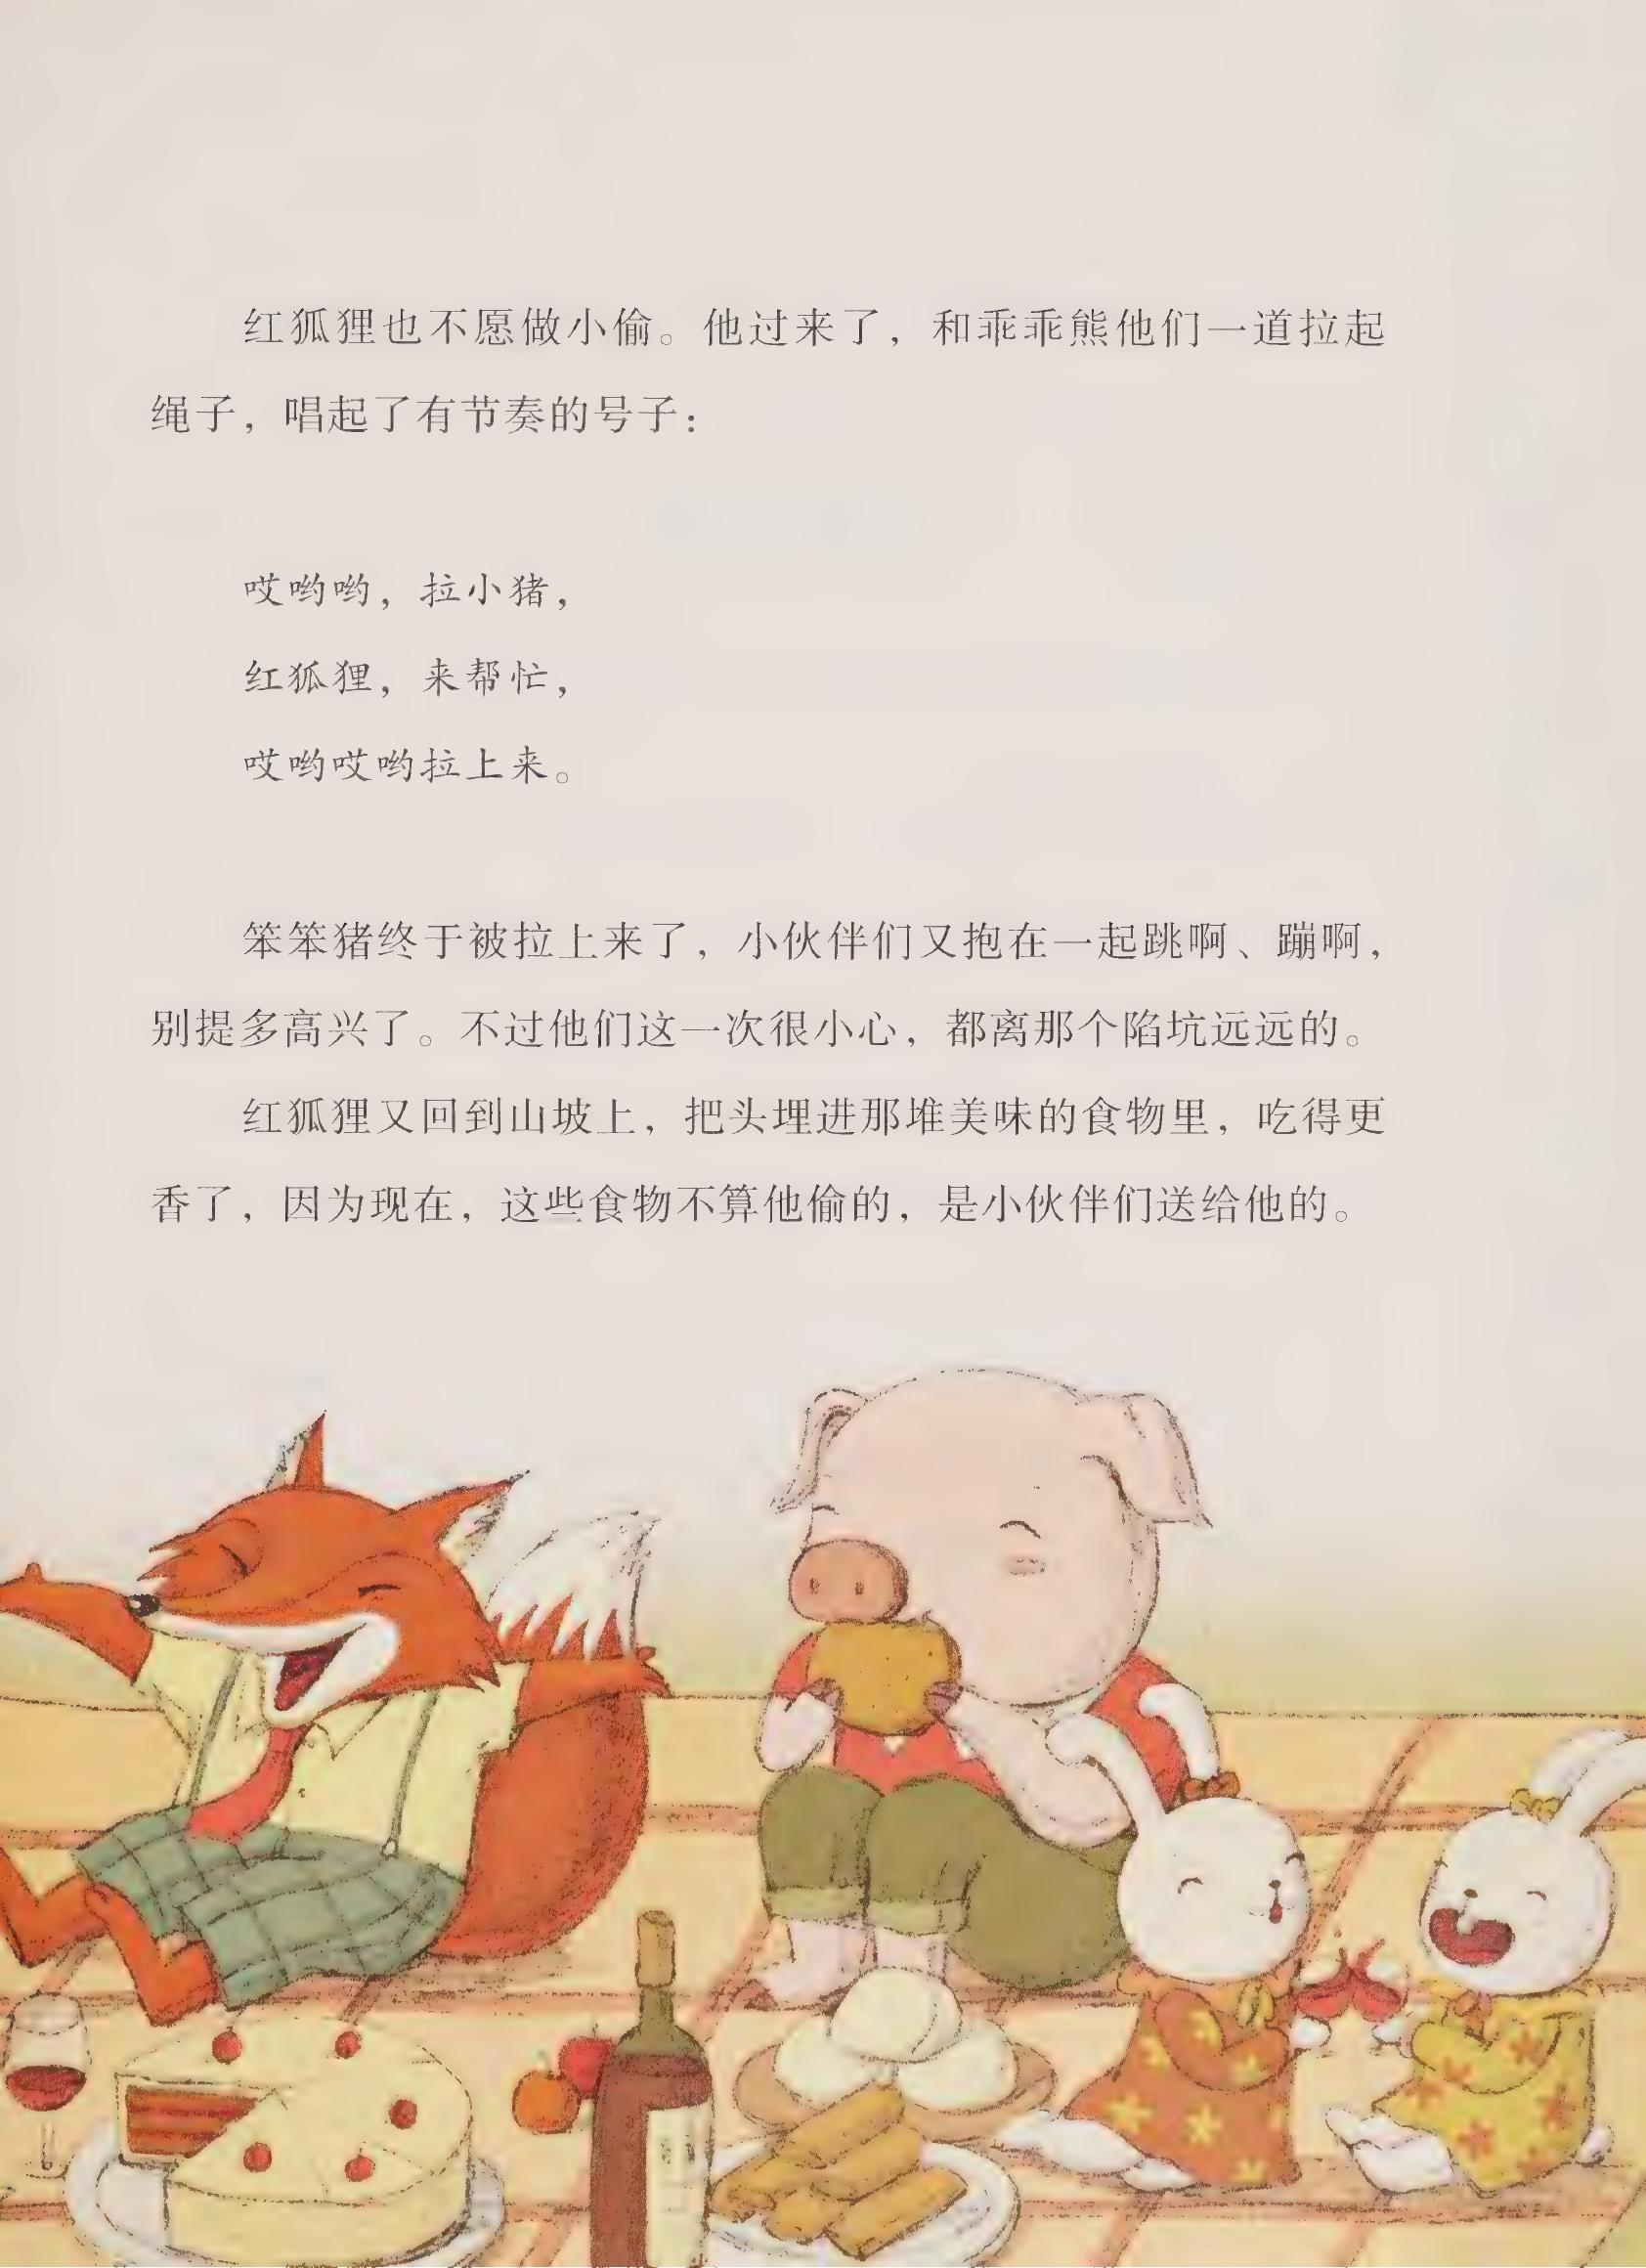 红狐狸也不愿做小偷。他过来了，和乖乖熊他们一道拉起
绳子，唱起了有节奏的号子：
哎哟哟，拉小猪，
红狐狸，来帮忙，
哎哟哎哟拉上来。
笨笨猪终于被拉上来了，小伙伴们又抱在一起跳啊、蹦啊，
别提多高兴了。不过他们这一次很小心，都离那个陷坑远远的。
红狐狸又回到山坡上，把头埋进那堆美味的食物里，吃得更
香了，因为现在，这些食物不算他偷的，是小伙伴们送给他的。